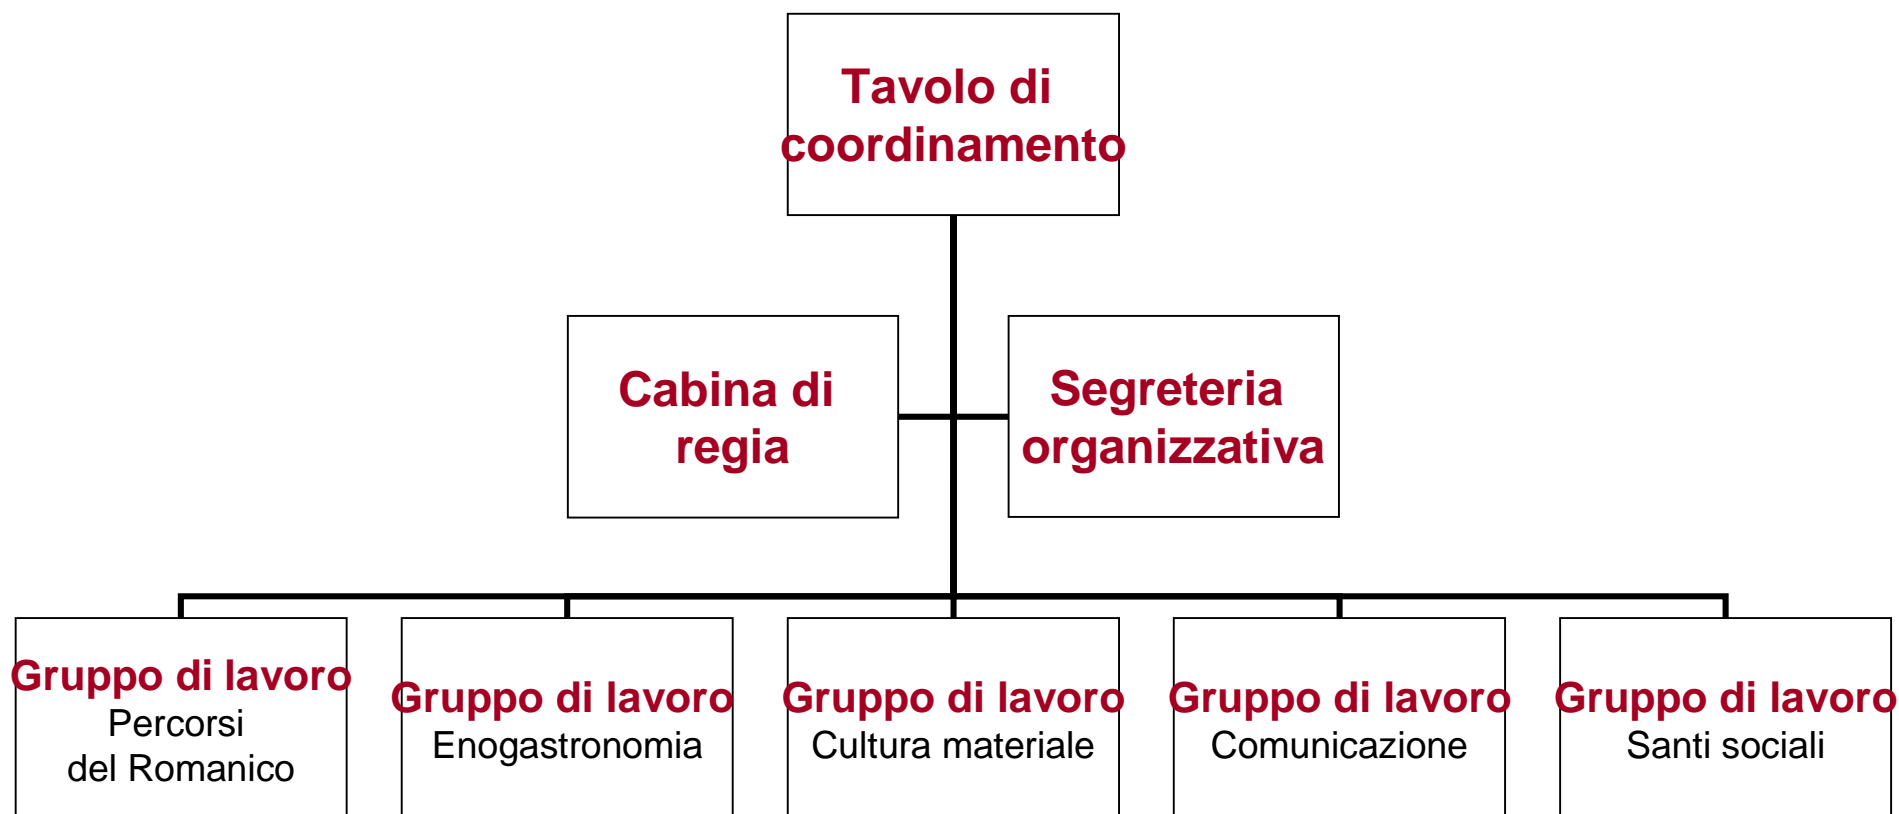 Tavolo di
coordinamento
Cabina di
regia
Segreteria
organizzativa
Gruppo di lavoro
Percorsi
del Romanico
Gruppo di lavoro
Enogastronomia
Gruppo di lavoro
Cultura materiale
Gruppo di lavoro
Comunicazione
Gruppo di lavoro
Santi sociali